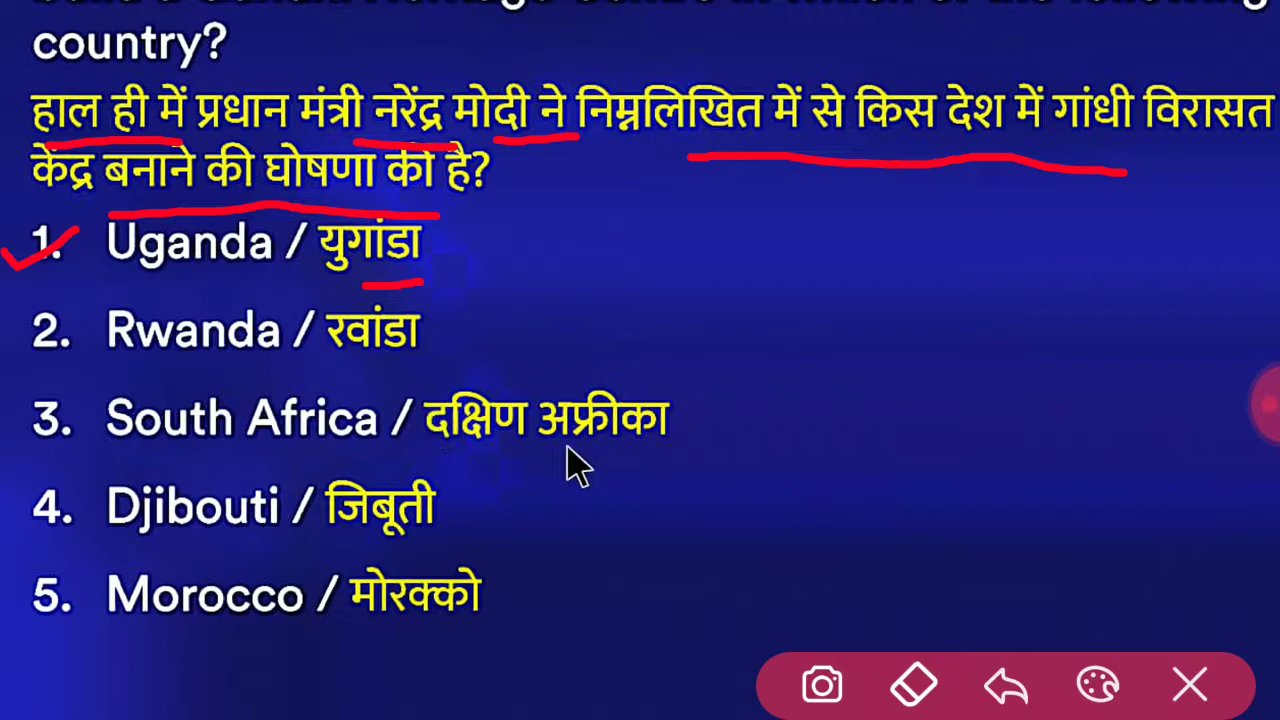 country?
हाल ही में प्रधान मंत्री नरेंद्र मोदी ने निम्नलिखित में से किस देश में गांधी विरासत
केंद्र बनाने की घोषणा की है?
1. Uganda / युगांडा
2. Rwanda / रवांडा
3. South Africa / दक्षिण अफ्रीका
4. Djibouti / जिबूती
5. Morocco / मोरक्को